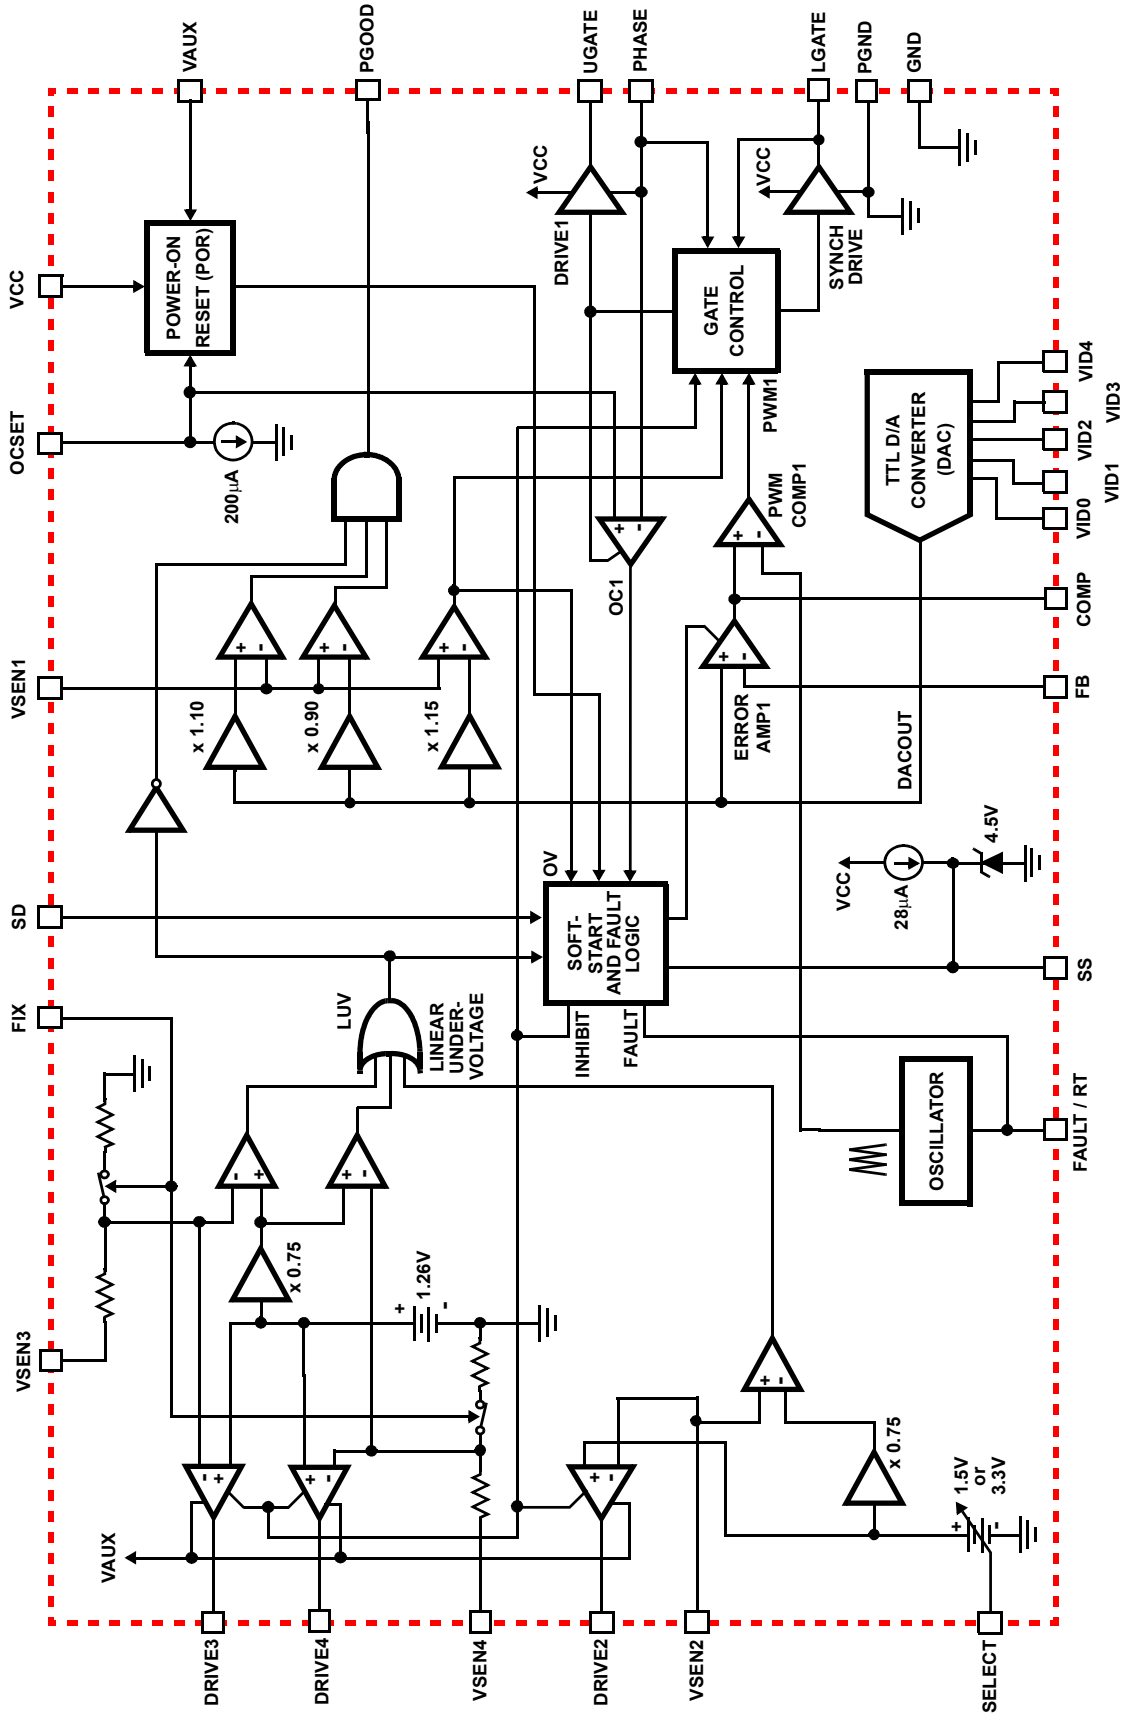 VSEN3
FIX
SD
VSEN1
OCSET
VCC
VAUX
PGOOD
UGATE
PHASE
LGATE
PGND
GND
POWER-ON
RESET (POR)
200µA
x 1.10
x 0.90
x 1.15
+
-
+
-
+
-
LUV
LINEAR
UNDER-
VOLTAGE
-
+
+
-
x 0.75
+
1.26V
-
-
+
+
-
VAUX
INHIBIT
FAULT
SOFT-
START
AND FAULT
LOGIC
OV
OC1
+
-
DRIVE1
VCC
GATE
CONTROL
PWM1
SYNCH
DRIVE
VCC
PWM
COMP1
+
-
ERROR
AMP1
+
-
TTL D/A
CONVERTER
(DAC)
DACOUT
VCC
28µA
4.5V
OSCILLATOR
+
-
+
-
x 0.75
+
-
1.5V
or
3.3V
DRIVE3
DRIVE4
VSEN4
DRIVE2
VSEN2
SELECT
FAULT / RT
SS
FB
COMP
VID0
VID1
VID2
VID3
VID4